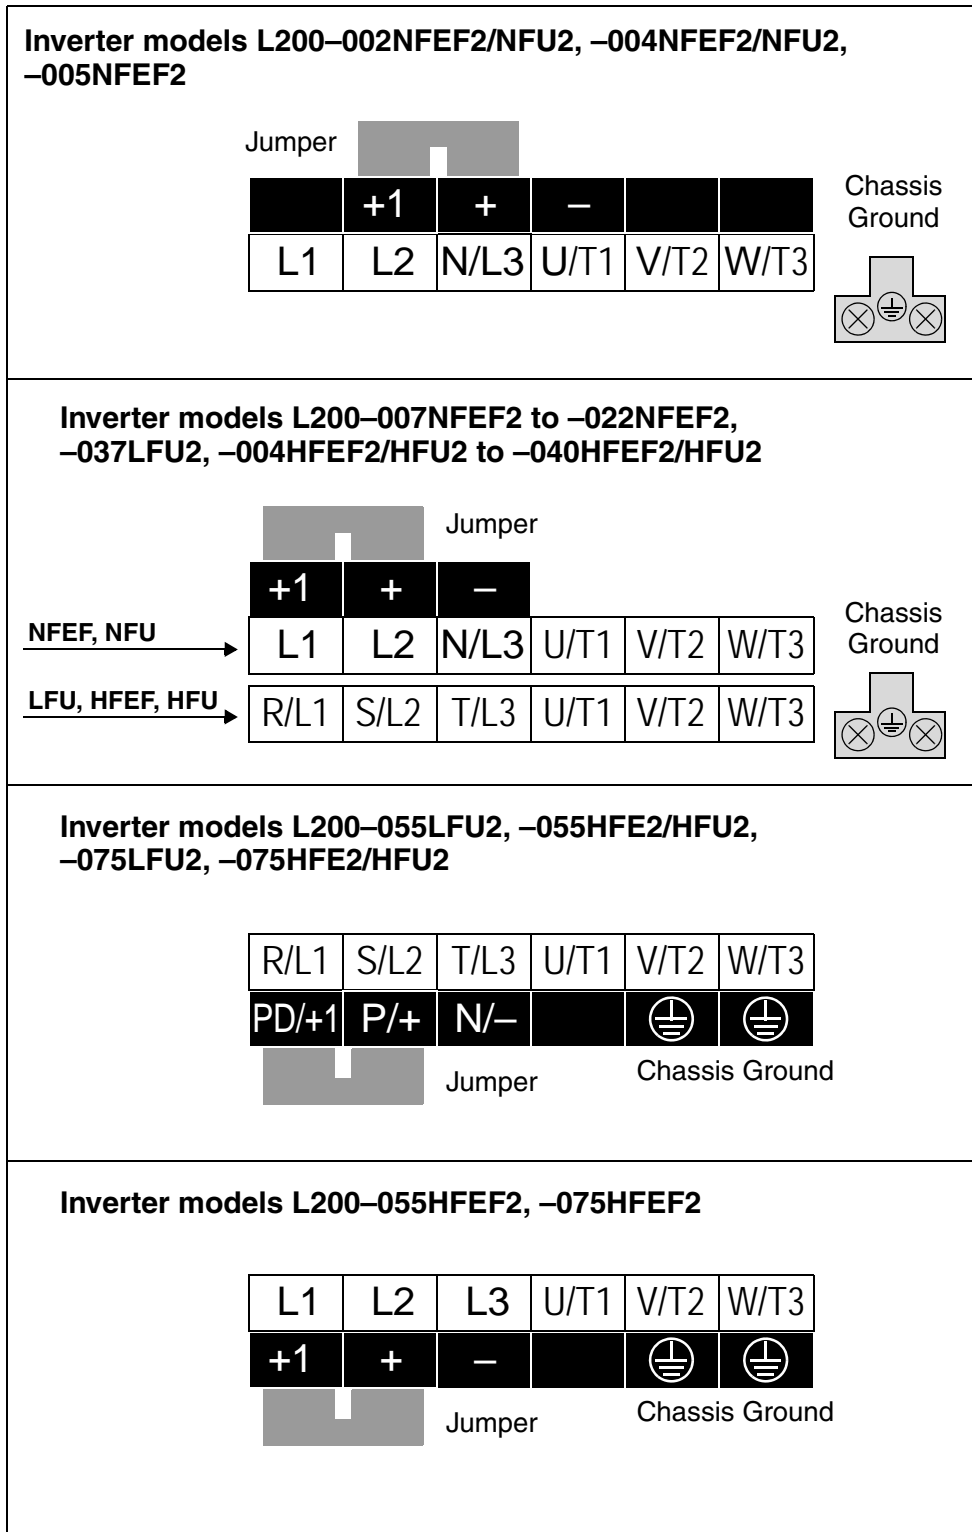 Inverter models L200–002NFEF2/NFU2, –004NFEF2/NFU2,
–005NFEF2
Jumper
+1 + –
L1 L2 N/L3 U/T1 V/T2 W/T3
Chassis
Ground
Inverter models L200–007NFEF2 to –022NFEF2,
–037LFU2, –004HFEF2/HFU2 to –040HFEF2/HFU2
Jumper
+1 + –
NFEF, NFU
L1 L2 N/L3 U/T1 V/T2 W/T3
LFU, HFEF, HFU
R/L1 S/L2 T/L3 U/T1 V/T2 W/T3
Chassis
Ground
Inverter models L200–055LFU2, –055HFE2/HFU2,
–075LFU2, –075HFE2/HFU2
R/L1 S/L2 T/L3 U/T1 V/T2 W/T3
PD/+1 P/+ N/–
Jumper
Chassis Ground
Inverter models L200–055HFEF2, –075HFEF2
L1 L2 L3 U/T1 V/T2 W/T3
+1 + –
Jumper
Chassis Ground